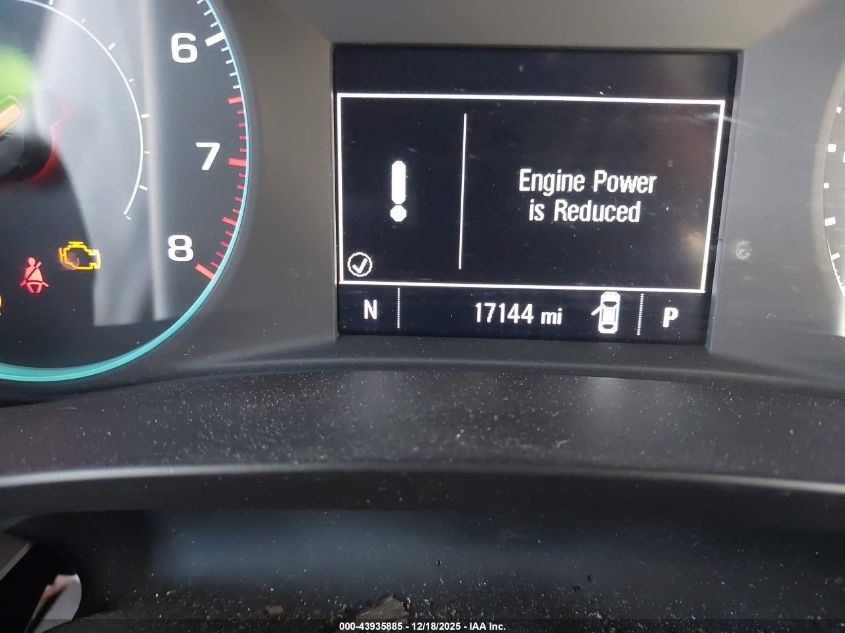 6
7
8
Engine Power
is Reduced
N
17144 mi
P
000-43935885 - 12/18/2025 - IAA Inc.